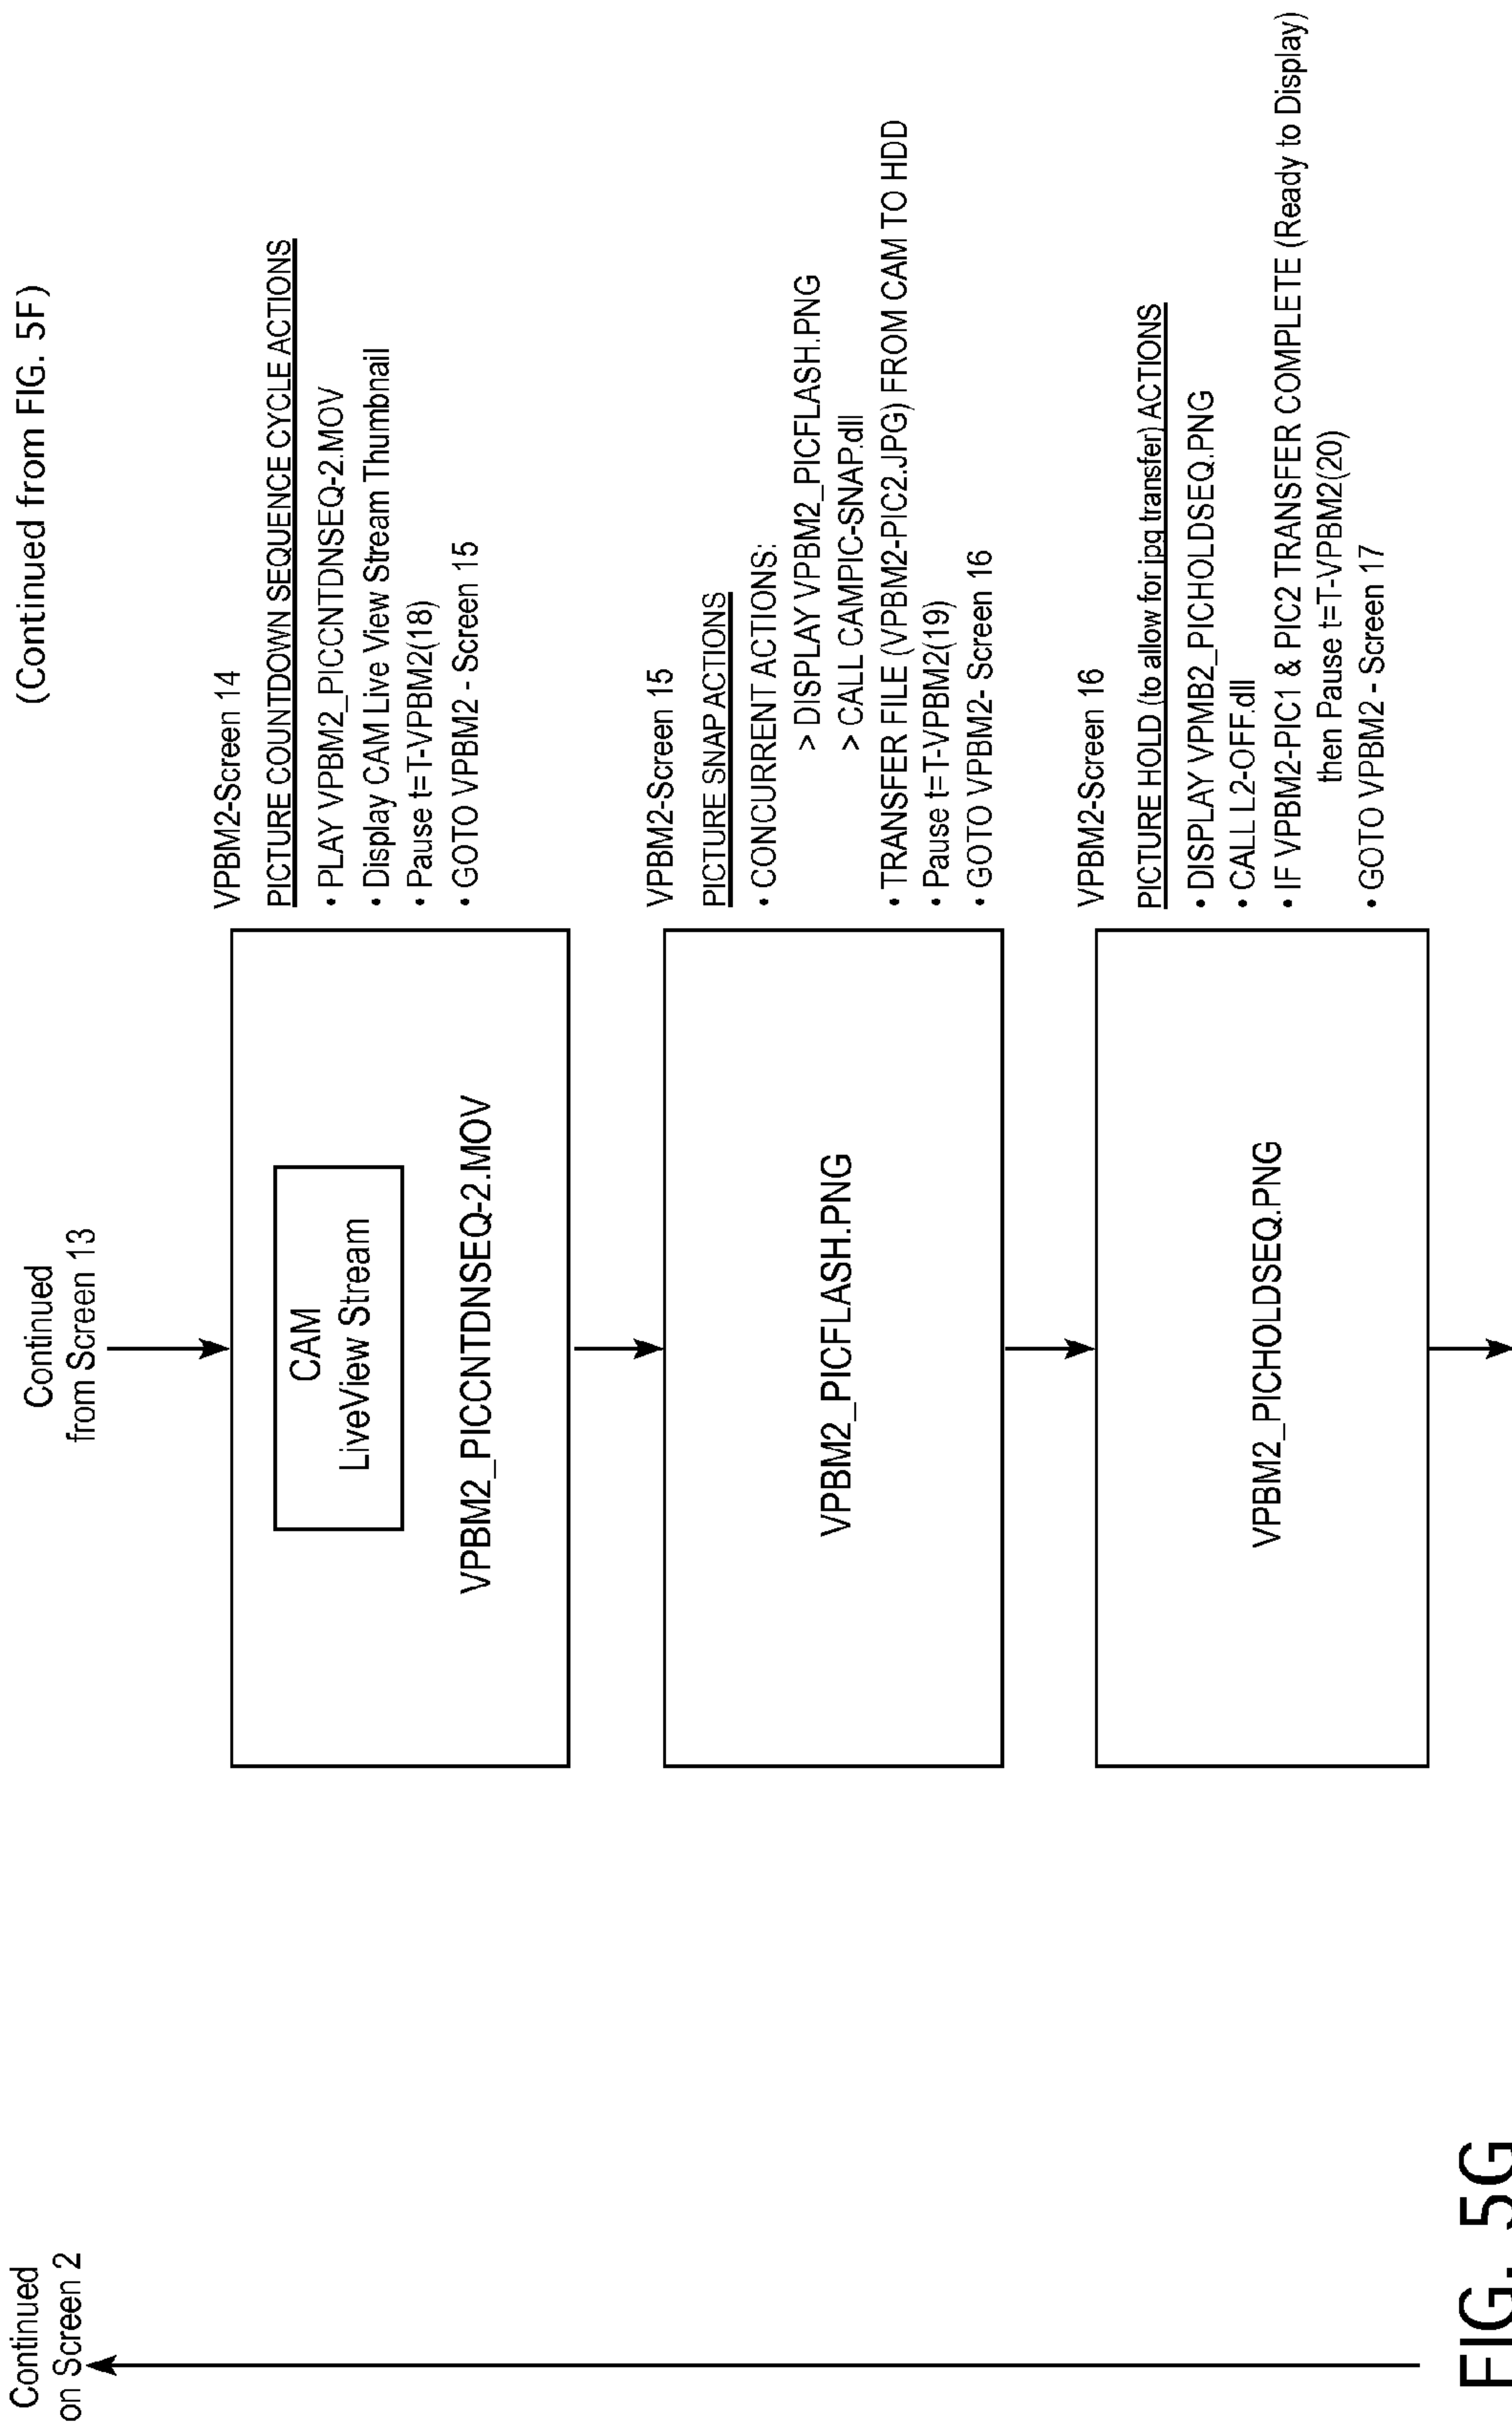 (Continued from FIG. 5F)
Continued
on Screen 2
Continued
from Screen 13
CAM
LiveView Stream
VPBM2_PICCNTDNSEQ-2.MOV
VPBM2-Screen 14
PICTURE COUNTDOWN SEQUENCE CYCLE ACTIONS
• PLAY VPBM2_PICCNTDNSEQ-2.MOV
• Display CAM Live View Stream Thumbnail
• Pause t=T-VPBM2(18)
• GOTO VPBM2 - Screen 15
VPBM2_PICFLASH.PNG
VPBM2-Screen 15
PICTURE SNAP ACTIONS
• CONCURRENT ACTIONS:
> DISPLAY VPBM2_PICFLASH.PNG
> CALL CAMPIC-SNAP.dll
• TRANSFER FILE (VPBM2-PIC2.JPG) FROM CAM TO HDD
• Pause t=T-VPBM2(19)
• GOTO VPBM2- Screen 16
VPBM2_PICHOLDSEQ.PNG
VPBM2-Screen 16
PICTURE HOLD (to allow for jpg transfer) ACTIONS
• DISPLAY VPMB2_PICHOLDSEQ.PNG
• CALL L2-OFF.dll
• IF VPBM2-PIC1 & PIC2 TRANSFER COMPLETE (Ready to Display)
then Pause t=T-VPBM2(20)
• GOTO VPBM2 - Screen 17
FIG. 5G